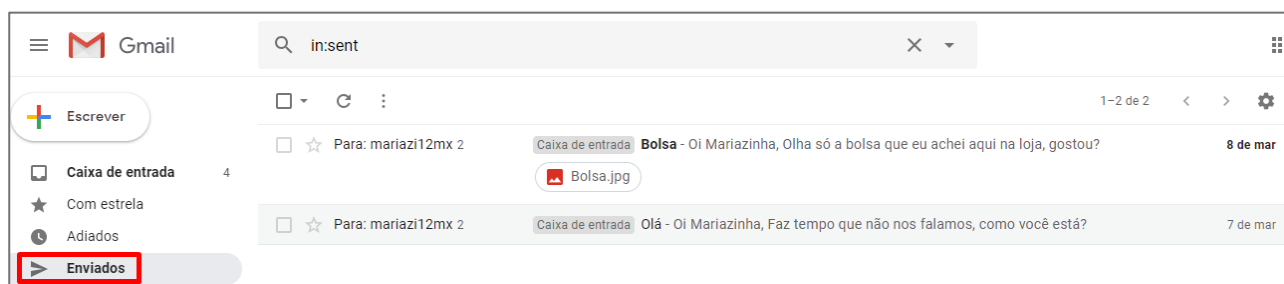 Gmail in:sent
Escrever 1–2 de 2
Para: mariazi12mx 2 Caixa de entrada Bolsa - Oi Mariazinha, Olha só a bolsa que eu achei aqui na loja, gostou? 8 de mar
Caixa de entrada 4 Bolsa.jpg
Com estrela
Para: mariazi12mx 2 Caixa de entrada Olá - Oi Mariazinha, Faz tempo que não nos falamos, como você está? 7 de mar
Adiados
Enviados